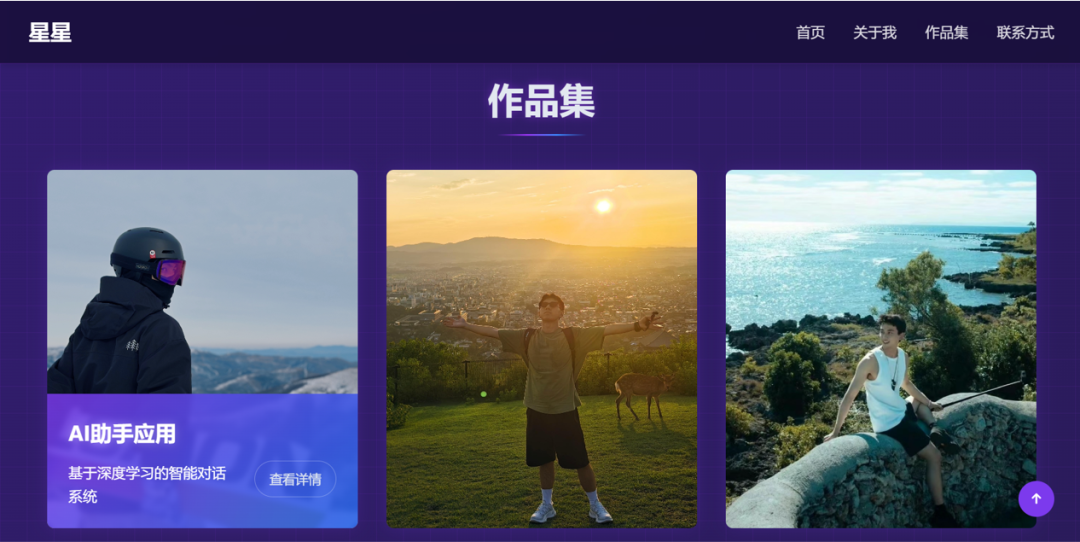 星星
首页 关于我 作品集 联系方式
作品集
AI助手应用
基于深度学习的智能对话
系统
查看详情